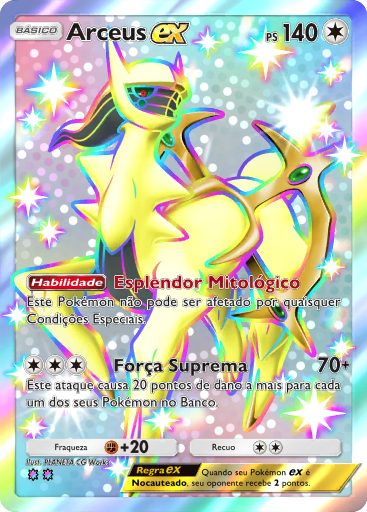 BÁSICO Arceus ex PS 140
Habilidade Esplendor Mitológico
Este Pokémon não pode ser afetado por quaisquer
Condições Especiais.
Força Suprema 70+
Este ataque causa 20 pontos de dano a mais para cada
um dos seus Pokémon no Banco.
Fraqueza +20 Recuo
Ilust. PLANETA CG Works
Regra ex Quando seu Pokémon ex é
Nocauteado, seu oponente recebe 2 pontos.